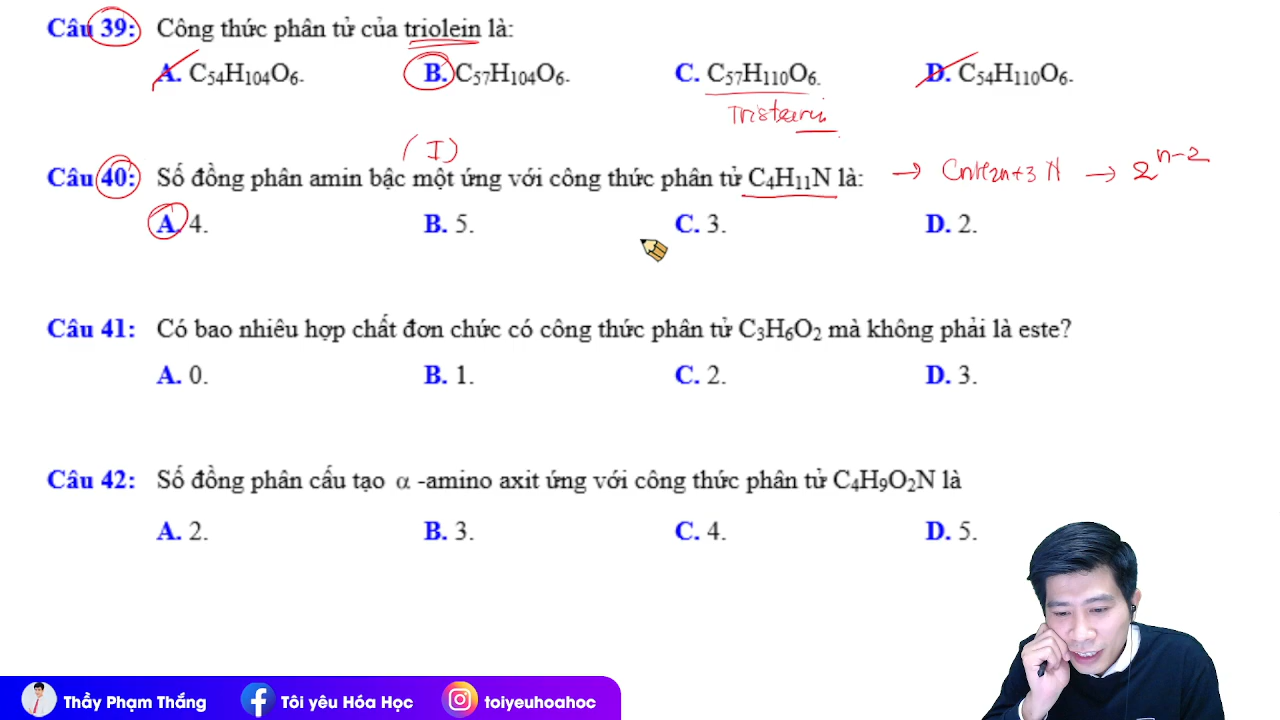 Câu 39: Công thức phân tử của triolein là:
A. C₅₄H₁₀₄O₆. B. C₅₇H₁₀₄O₆. C. C₅₇H₁₁₀O₆. D. C₅₄H₁₁₀O₆.
(I)
Câu 40: Số đồng phân amin bậc một ứng với công thức phân tử C₄H₁₁N là: → CnH2n+3 N → 2^n-2
A. 4. B. 5. C. 3. D. 2.
Câu 41: Có bao nhiêu hợp chất đơn chức có công thức phân tử C₃H₆O₂ mà không phải là este?
A. 0. B. 1. C. 2. D. 3.
Câu 42: Số đồng phân cấu tạo α -amino axit ứng với công thức phân tử C₄H₉O₂N là
A. 2. B. 3. C. 4. D. 5.
Thầy Phạm Thắng Tôi yêu Hóa Học toiyeuhoahoc